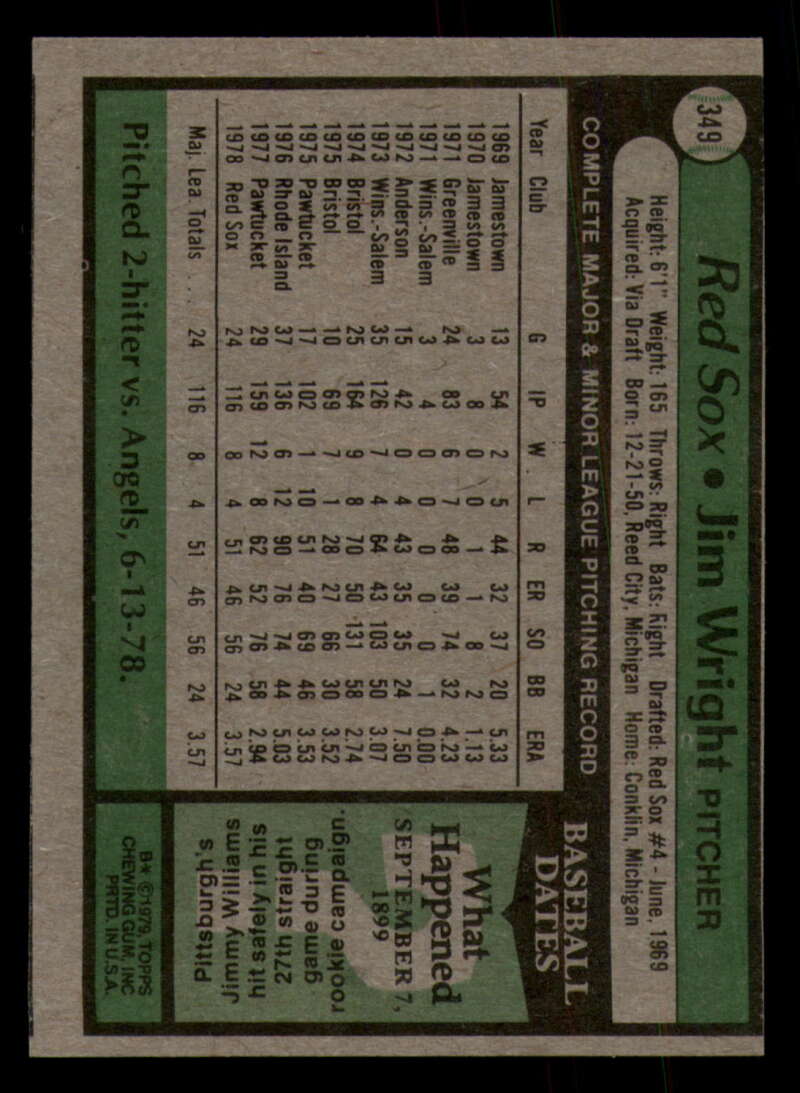 349
Red Sox • Jim Wright PITCHER
Height: 6'1" Weight: 165 Throws: Right Bats: Right Drafted: Red Sox #4 - June, 1969
Acquired: Via Draft Born: 12-21-50, Reed City, Michigan Home: Conklin, Michigan
COMPLETE MAJOR & MINOR LEAGUE PITCHING RECORD
Year Club G IP W L R ER SO BB ERA
1969 Jamestown 13 54 2 5 44 32 37 20 5.33
1970 Jamestown 3 8 0 0 1 1 8 2 1.13
1971 Greenville 24 83 6 7 48 39 74 32 4.23
1971 Wins.-Salem 3 4 0 0 0 0 0 1 0.00
1972 Anderson 15 42 0 4 43 35 35 24 7.50
1973 Wins.-Salem 35 126 7 4 64 43 103 50 3.07
1974 Bristol 25 164 9 8 70 50 131 58 2.74
1975 Bristol 10 69 7 1 28 27 66 30 3.52
1975 Pawtucket 17 102 1 10 51 40 69 46 3.53
1976 Rhode Island 37 136 6 12 90 76 74 44 5.03
1977 Pawtucket 29 159 12 8 62 52 76 58 2.94
1978 Red Sox 24 116 8 4 51 46 56 24 3.57
Maj. Lea. Totals . . . 24 116 8 4 51 46 56 24 3.57
Pitched 2-hitter vs. Angels, 6-13-78.
BASEBALL
DATES
What
Happened
SEPTEMBER 7,
1899
Pittsburgh's
Jimmy Williams
hit safely in his
27th straight
game during
rookie campaign.
B* ©1979, TOPPS
CHEWING GUM, INC
PRTD. IN U.S.A.